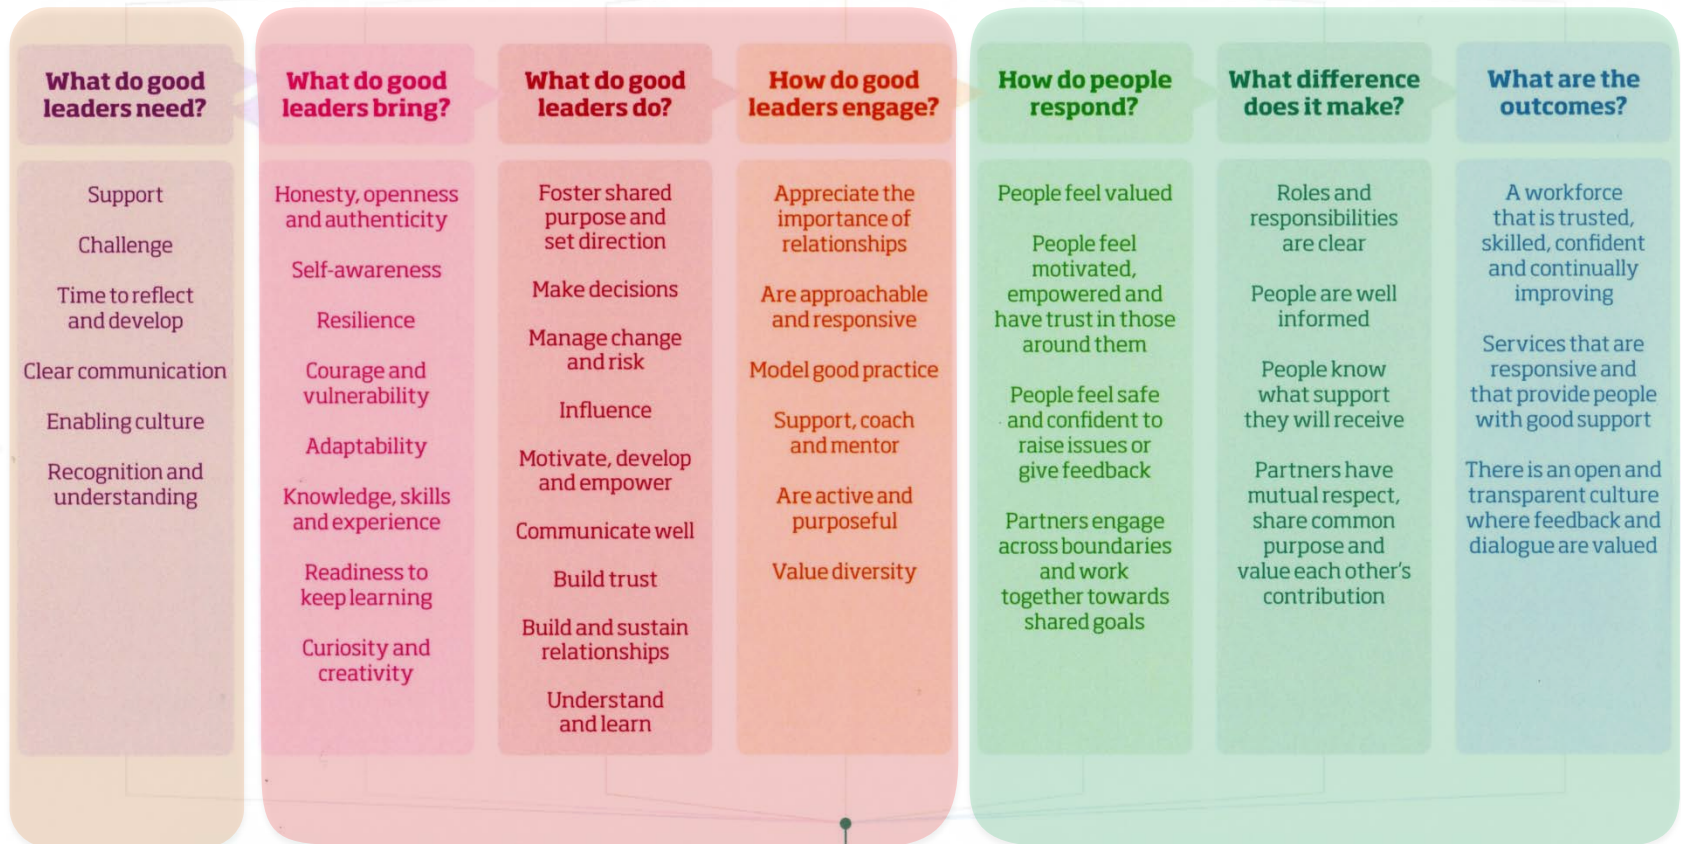 What do good
leaders need?
Support
Challenge
Time to reflect
and develop
Clear communication
Enabling culture
Recognition and
understanding
What do good
leaders bring?
Honesty, openness
and authenticity
Self-awareness
Resilience
Courage and
vulnerability
Adaptability
Knowledge, skills
and experience
Readiness to
keep learning
Curiosity and
creativity
What do good
leaders do?
Foster shared
purpose and
set direction
Make decisions
Manage change
and risk
Influence
Motivate, develop
and empower
Communicate well
Build trust
Build and sustain
relationships
Understand
and learn
How do good
leaders engage?
Appreciate the
importance of
relationships
Are approachable
and responsive
Model good practice
Support, coach
and mentor
Are active and
purposeful
Value diversity
How do people
respond?
People feel valued
People feel
motivated,
empowered and
have trust in those
around them
People feel safe
and confident to
raise issues or
give feedback
Partners engage
across boundaries
and work
together towards
shared goals
What difference
does it make?
Roles and
responsibilities
are clear
People are well
informed
People know
what support
they will receive
Partners have
mutual respect,
share common
purpose and
value each other's
contribution
What are the
outcomes?
A workforce
that is trusted,
skilled, confident
and continually
improving
Services that are
responsive and
that provide people
with good support
There is an open and
transparent culture
where feedback and
dialogue are valued